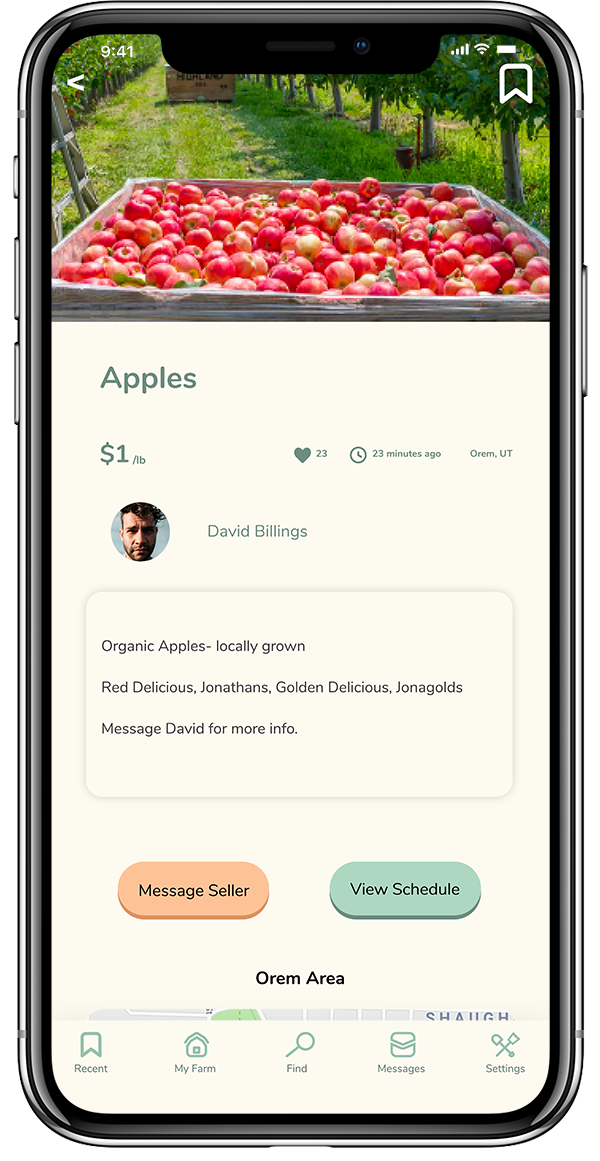 9:41
<
HIGHLAND
Apples
$1 /lb
23
23 minutes ago
Orem, UT
David Billings
Organic Apples- locally grown
Red Delicious, Jonathans, Golden Delicious, Jonagolds
Message David for more info.
Message Seller
View Schedule
Orem Area
SHAUGH
Recent
My Farm
Find
Messages
Settings